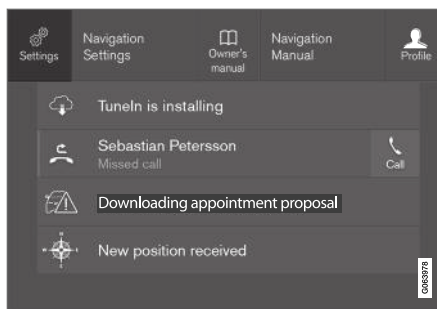 Settings
Navigation
Settings
Owner's
manual
Navigation
Manual
Profile
TuneIn is installing
Sebastian Petersson
Missed call
Call
Downloading appointment proposal
New position received
G063978